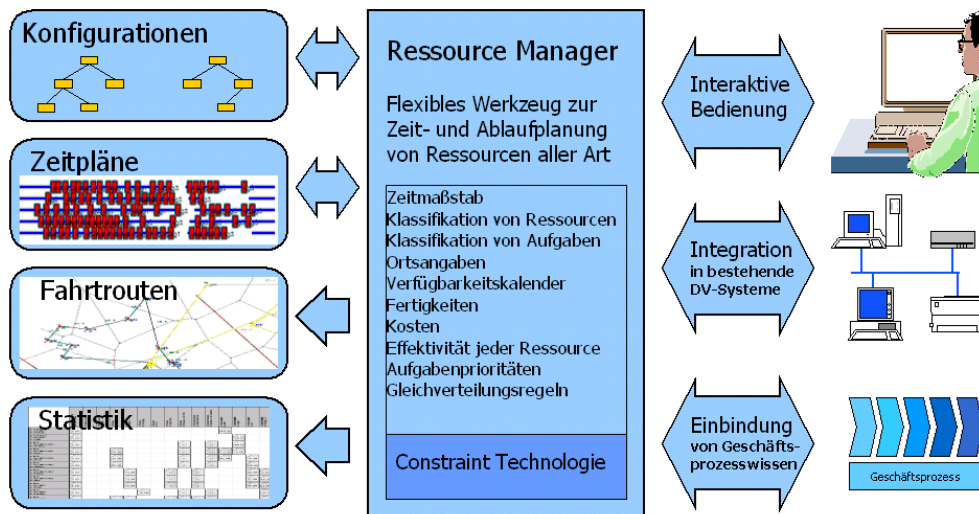 Konfigurationen
Zeitpläne
Fahrtrouten
Statistik
Ressource Manager
Flexibles Werkzeug zur
Zeit- und Ablaufplanung
von Ressourcen aller Art
Zeitmaßstab
Klassifikation von Ressourcen
Klassifikation von Aufgaben
Ortsangaben
Verfügbarkeitskalender
Fertigkeiten
Kosten
Effektivität jeder Ressource
Aufgabenprioritäten
Gleichverteilungsregeln
Constraint Technologie
Interaktive
Bedienung
Integration
in bestehende
DV-Systeme
Einbindung
von Geschäfts-
prozesswissen
Geschäftsprozess